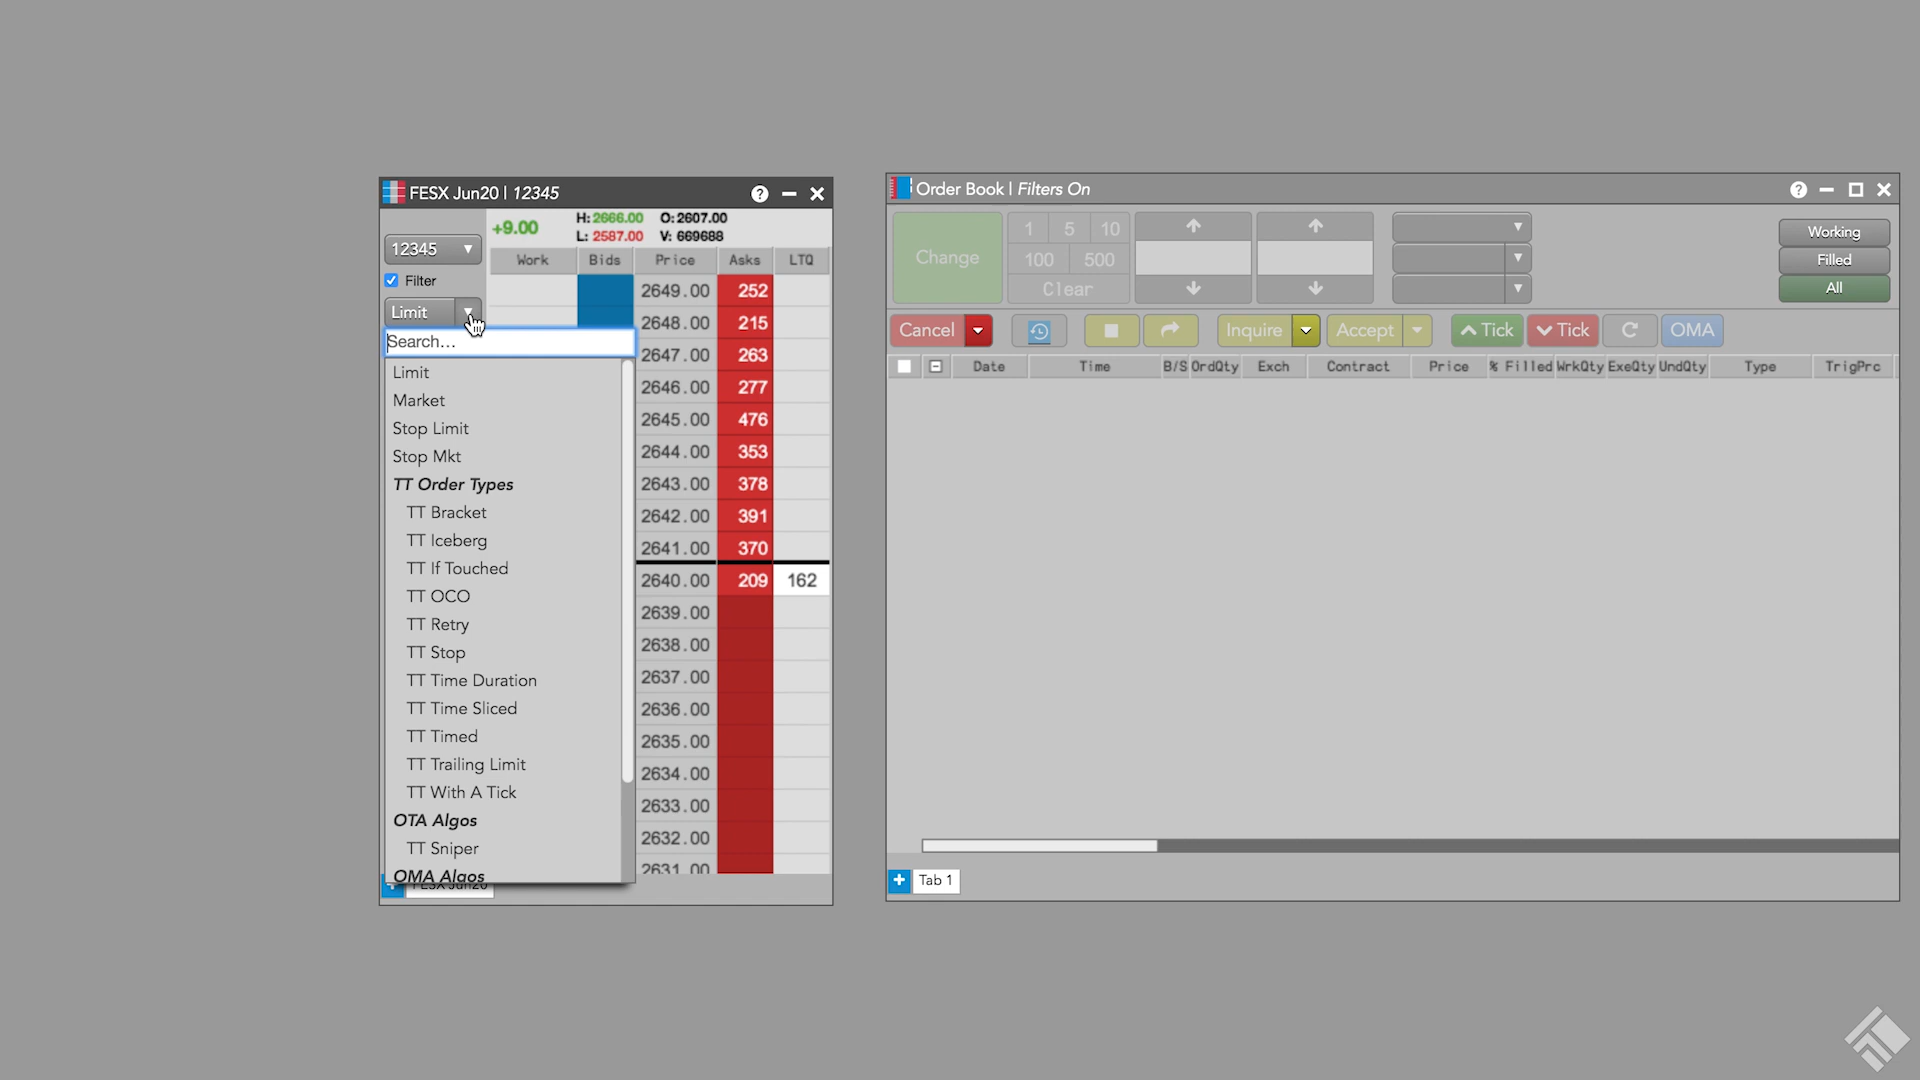 FESX Jun20 | 12345
+9.00
H: 2666.00 O: 2607.00
L: 2587.00 V: 669688
12345
Filter
Limit
Search...
Limit
Market
Stop Limit
Stop Mkt
TT Order Types
TT Bracket
TT Iceberg
TT If Touched
TT OCO
TT Retry
TT Stop
TT Time Duration
TT Time Sliced
TT Timed
TT Trailing Limit
TT With A Tick
OTA Algos
TT Sniper
OMA Algos
FESX Jun20
Work Bids Price Asks LTQ
2649.00 252
2648.00 215
2647.00 263
2646.00 277
2645.00 476
2644.00 353
2643.00 378
2642.00 391
2641.00 370
2640.00 209 162
2639.00
2638.00
2637.00
2636.00
2635.00
2634.00
2633.00
2632.00
2631.00
Order Book | Filters On
Change
1 5 10
100 500
Clear
Working
Filled
All
Cancel Inquire Accept Tick Tick OMA
Date Time B/S OrdQty Exch Contract Price % Filled WrkQty ExeQty UndQty Type TrigPrc
Tab 1